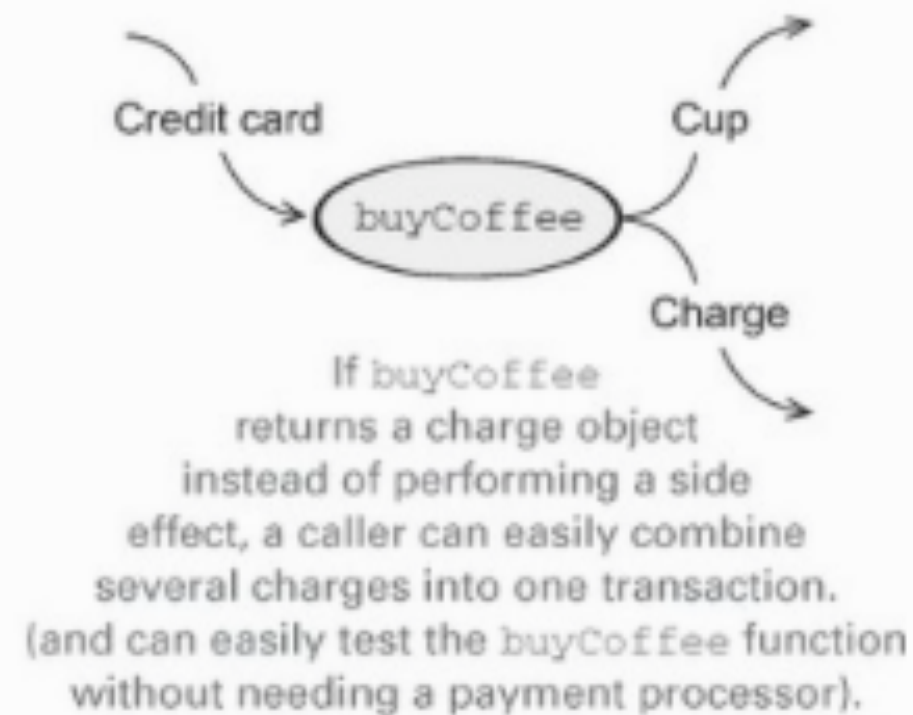 Credit card
Cup
buyCoffee
Charge
If buyCoffee
returns a charge object
instead of performing a side
effect, a caller can easily combine
several charges into one transaction.
(and can easily test the buyCoffee function
without needing a payment processor).